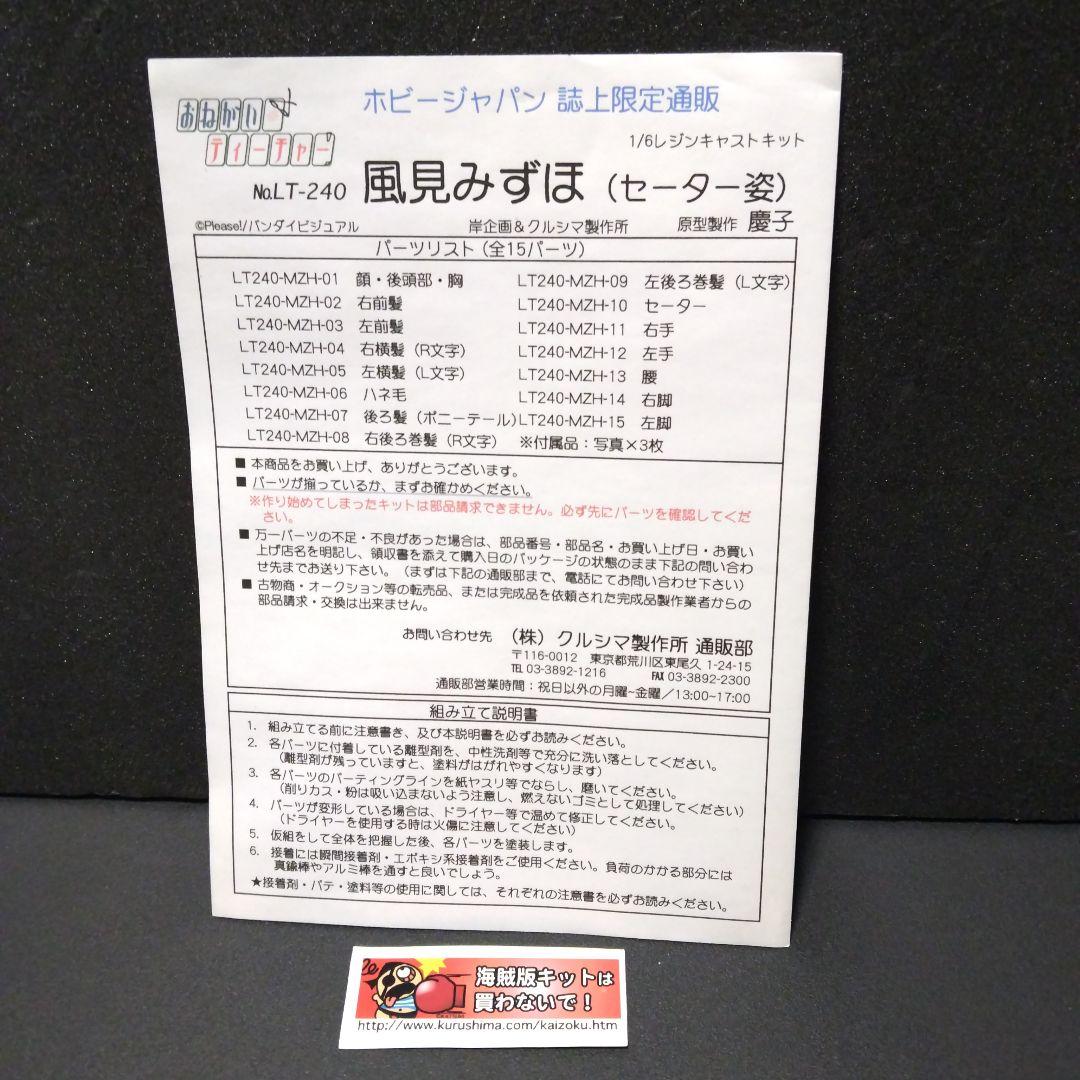 おねがい
ティーチャー
ホビージャパン 誌上限定通販
1/6レジンキャストキット
No.LT-240 風見みずほ（セーター姿）
©Please!/バンダイビジュアル 岸企画＆クルシマ製作所 原型製作 慶子
パーツリスト（全15パーツ）
LT240-MZH-01 顔・後頭部・胸
LT240-MZH-02 右前髪
LT240-MZH-03 左前髪
LT240-MZH-04 右横髪（R文字）
LT240-MZH-05 左横髪（L文字）
LT240-MZH-06 ハネ毛
LT240-MZH-07 後ろ髪（ポニーテール）
LT240-MZH-08 右後ろ巻髪（R文字）
LT240-MZH-09 左後ろ巻髪（L文字）
LT240-MZH-10 セーター
LT240-MZH-11 右手
LT240-MZH-12 左手
LT240-MZH-13 腰
LT240-MZH-14 右脚
LT240-MZH-15 左脚
※付属品：写真×3枚
■ 本商品をお買い上げ、ありがとうございます。
■ パーツが揃っているか、まずお確かめください。
※作り始めてしまったキットは部品請求できません。必ず先にパーツを確認してくだ
さい。
■ 万一パーツの不足・不良があった場合は、部品番号・部品名・お買い上げ日・お買い
上げ店名を明記し、領収書を添えて購入日のパッケージの状態のまま下記の問い合わ
せ先までお送り下さい。（まずは下記の通販部まで、電話にてお問い合わせ下さい）
■ 古物商・オークション等の転売品、または完成品を依頼された完成品製作業者からの
部品請求・交換は出来ません。
お問い合わせ先 （株）クルシマ製作所 通販部
〒116-0012 東京都荒川区東尾久 1-24-15
TEL 03-3892-1216 FAX 03-3892-2300
通販部営業時間：祝日以外の月曜~金曜／13:00~17:00
組み立て説明書
1. 組み立てる前に注意書き、及び本説明書を必ずお読みください。
2. 各パーツに付着している離型剤を、中性洗剤等で充分に洗い落としてください。
（離型剤が残っていますと、塗料がはがれやすくなります）
3. 各パーツのパーティングラインを紙ヤスリ等でならし、磨いてください。
（削りカス・粉は吸い込まないよう注意し、燃えないゴミとして処理してください）
4. パーツが変形している場合は、ドライヤー等で温めて修正してください。
（ドライヤーを使用する時は火傷に注意してください）
5. 仮組をして全体を把握した後、各パーツを塗装します。
6. 接着には瞬間接着剤・エポキシ系接着剤をご使用ください。負荷のかかる部分には
真鍮棒やアルミ棒を通すと良いでしょう。
★接着剤・パテ・塗料等の使用に関しては、それぞれの注意書を必ずお読みください。
海賊版キットは
買わないで！
http://www.kurushima.com/kaizoku.htm